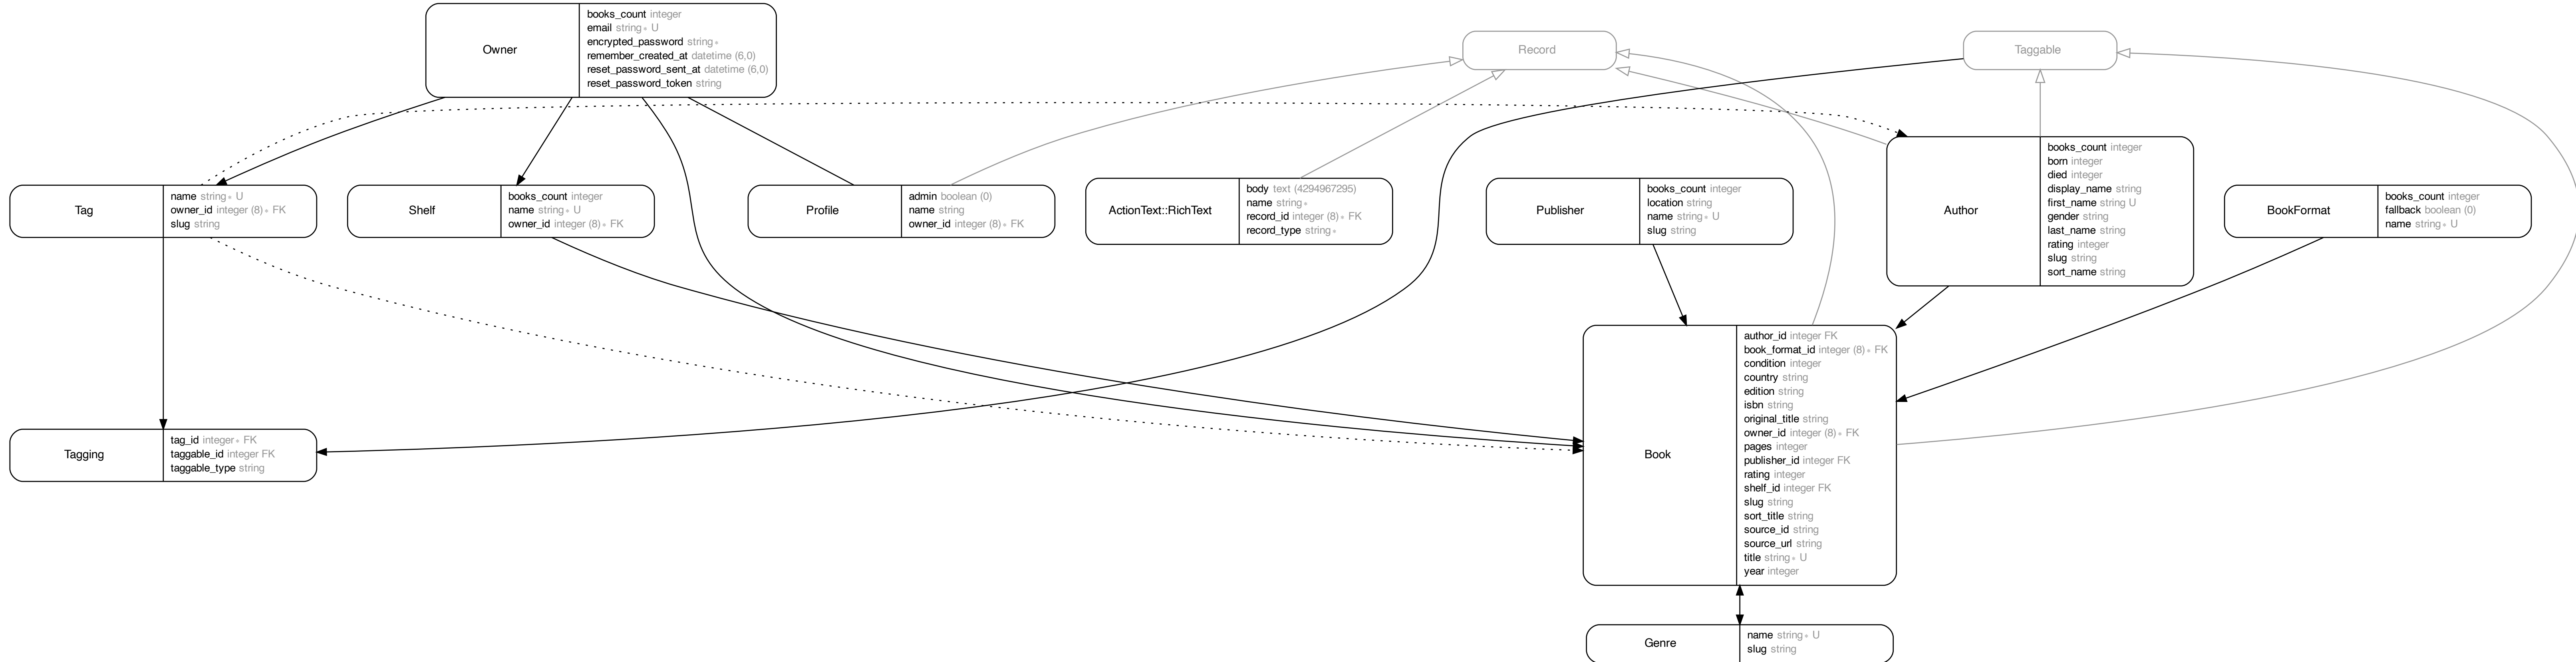 Owner
books_count integer
email string∗ U
encrypted_password string∗
remember_created_at datetime (6,0)
reset_password_sent_at datetime (6,0)
reset_password_token string
Record
Taggable
Tag
name string∗ U
owner_id integer (8)∗ FK
slug string
Shelf
books_count integer
name string∗ U
owner_id integer (8)∗ FK
Profile
admin boolean (0)
name string
owner_id integer (8)∗ FK
ActionText::RichText
body text (4294967295)
name string∗
record_id integer (8)∗ FK
record_type string∗
Publisher
books_count integer
location string
name string∗ U
slug string
Author
books_count integer
born integer
died integer
display_name string
first_name string U
gender string
last_name string
rating integer
slug string
sort_name string
BookFormat
books_count integer
fallback boolean (0)
name string∗ U
Tagging
tag_id integer∗ FK
taggable_id integer FK
taggable_type string
Book
author_id integer FK
book_format_id integer (8)∗ FK
condition integer
country string
edition string
isbn string
original_title string
owner_id integer (8)∗ FK
pages integer
publisher_id integer FK
rating integer
shelf_id integer FK
slug string
sort_title string
source_id string
source_url string
title string∗ U
year integer
Genre
name string∗ U
slug string